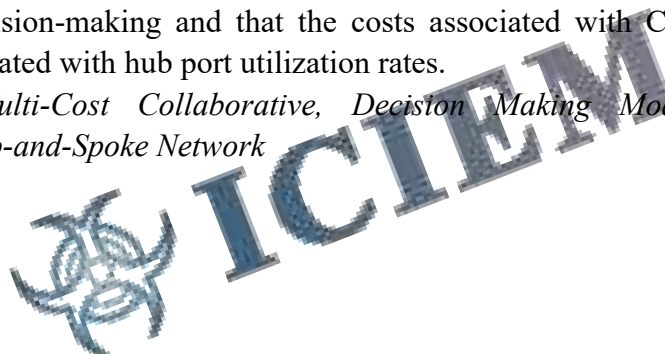 sion-making and that the costs associated with C
ated with hub port utilization rates.
ulti-Cost Collaborative, Decision Making Mo
-and-Spoke Network
ICIEM